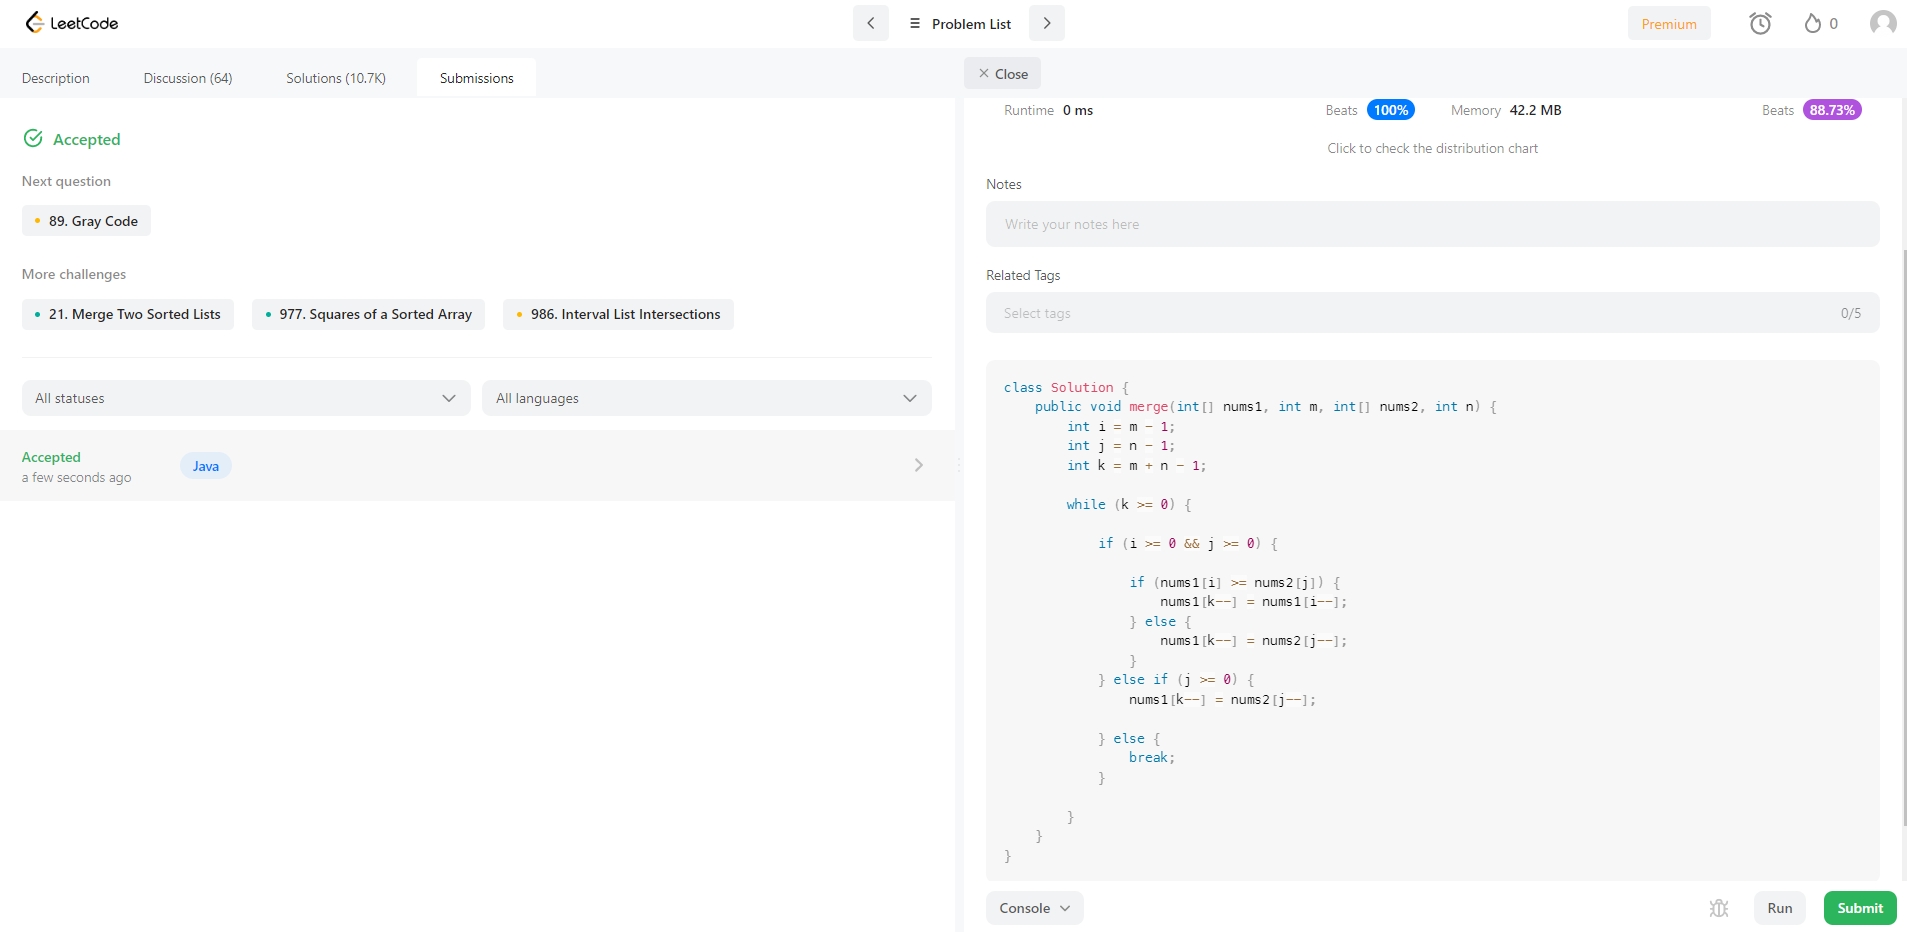 LeetCode
Problem List
Premium
0
Description
Discussion (64)
Solutions (10.7K)
Submissions
Accepted
Next question
89. Gray Code
More challenges
21. Merge Two Sorted Lists
977. Squares of a Sorted Array
986. Interval List Intersections
All statuses
All languages
Accepted
a few seconds ago
Java
Close
Runtime 0 ms
Beats 100%
Memory 42.2 MB
Beats 88.73%
Click to check the distribution chart
Notes
Write your notes here
Related Tags
Select tags
0/5
class Solution {
    public void merge(int[] nums1, int m, int[] nums2, int n) {
        int i = m - 1;
        int j = n - 1;
        int k = m + n - 1;
        while (k >= 0) {
            if (i >= 0 && j >= 0) {
                if (nums1[i] >= nums2[j]) {
                    nums1[k--] = nums1[i--];
                } else {
                    nums1[k--] = nums2[j--];
                }
            } else if (j >= 0) {
                nums1[k--] = nums2[j--];
            } else {
                break;
            }
        }
    }
}
Console
Run
Submit